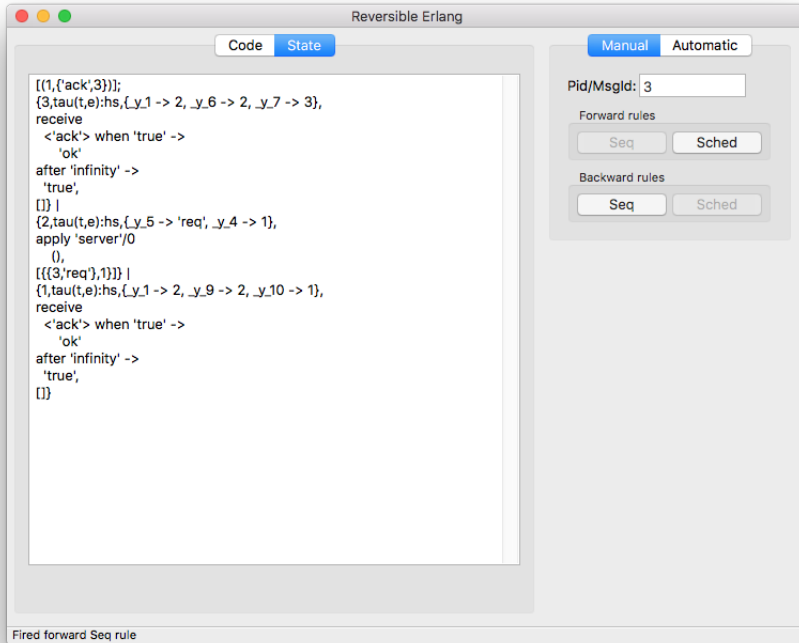 Reversible Erlang
Code State
[(1,{'ack',3})];
{3,tau(t,e):hs,{_y_1 -> 2, _y_6 -> 2, _y_7 -> 3},
receive
<'ack'> when 'true' ->
'ok'
after 'infinity' ->
'true',
[]} |
{2,tau(t,e):hs,{_y_5 -> 'req', _y_4 -> 1},
apply 'server'/0
(),
[{{3,'req'},1}]} |
{1,tau(t,e):hs,{_y_1 -> 2, _y_9 -> 2, _y_10 -> 1},
receive
<'ack'> when 'true' ->
'ok'
after 'infinity' ->
'true',
[]}
Manual Automatic
Pid/MsgId: 3
Forward rules
Seq Sched
Backward rules
Seq Sched
Fired forward Seq rule